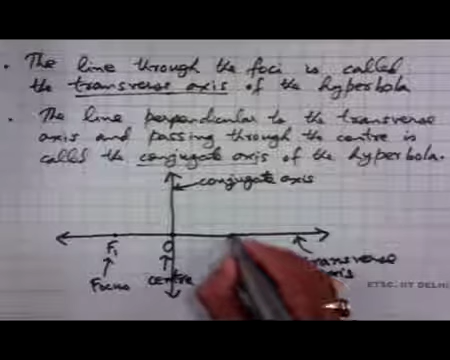 . The line through the foci is called
the transverse axis of the hyperbola
. The line perpendicular to the transverse
axis and passing through the centre is
called the conjugate axis of the hyperbola.
conjugate axis
F₁ O
transverse
axis
Focus centre
ETSC, IIT DELHI